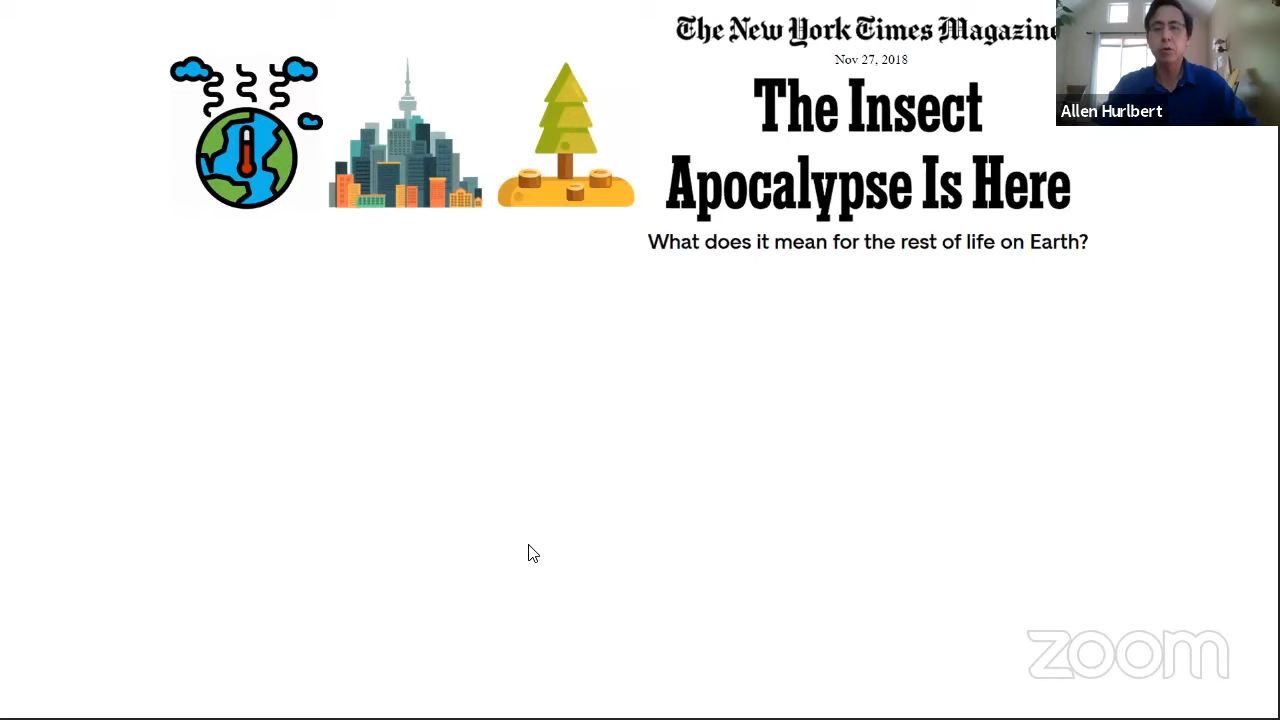 The New York Times Magazine
Nov 27, 2018
The Insect
Apocalypse Is Here
What does it mean for the rest of life on Earth?
Allen Hurlbert
zoom